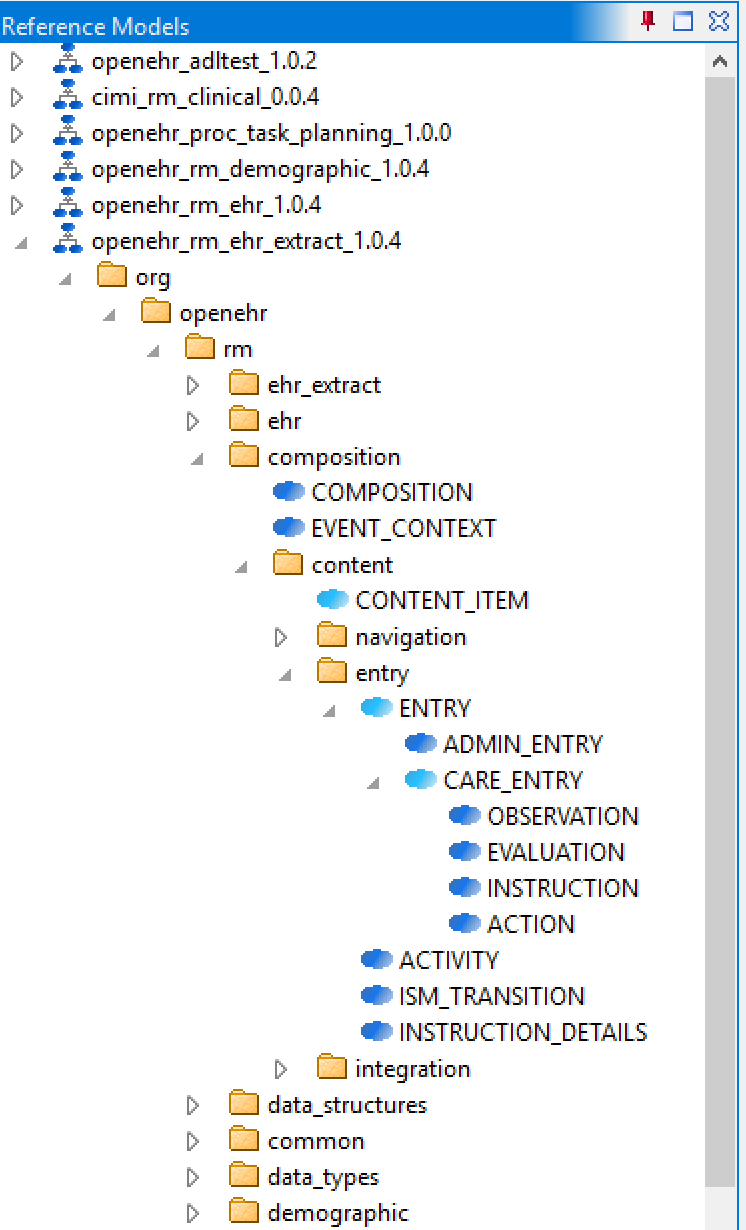 Reference Models
openehr_adltest_1.0.2
cimi_rm_clinical_0.0.4
openehr_proc_task_planning_1.0.0
openehr_rm_demographic_1.0.4
openehr_rm_ehr_1.0.4
openehr_rm_ehr_extract_1.0.4
org
openehr
rm
ehr_extract
ehr
composition
COMPOSITION
EVENT_CONTEXT
content
CONTENT_ITEM
navigation
entry
ENTRY
ADMIN_ENTRY
CARE_ENTRY
OBSERVATION
EVALUATION
INSTRUCTION
ACTION
ACTIVITY
ISM_TRANSITION
INSTRUCTION_DETAILS
integration
data_structures
common
data_types
demographic